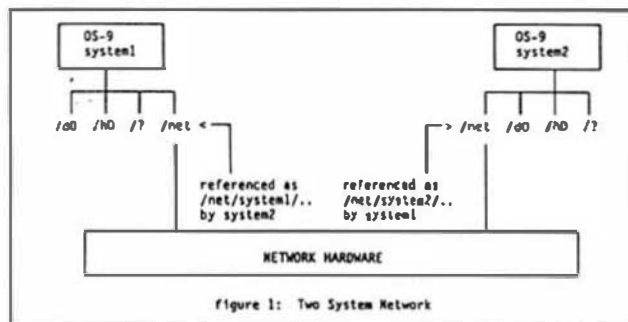 OS-9
system1
OS-9
system2
/d0 /h0 /? /net <
> /net /d0 /h0 /?
referenced as
/net/system1/..
by system2
referenced as
/net/system2/..
by system1
NETWORK HARDWARE
figure 1: Two System Network